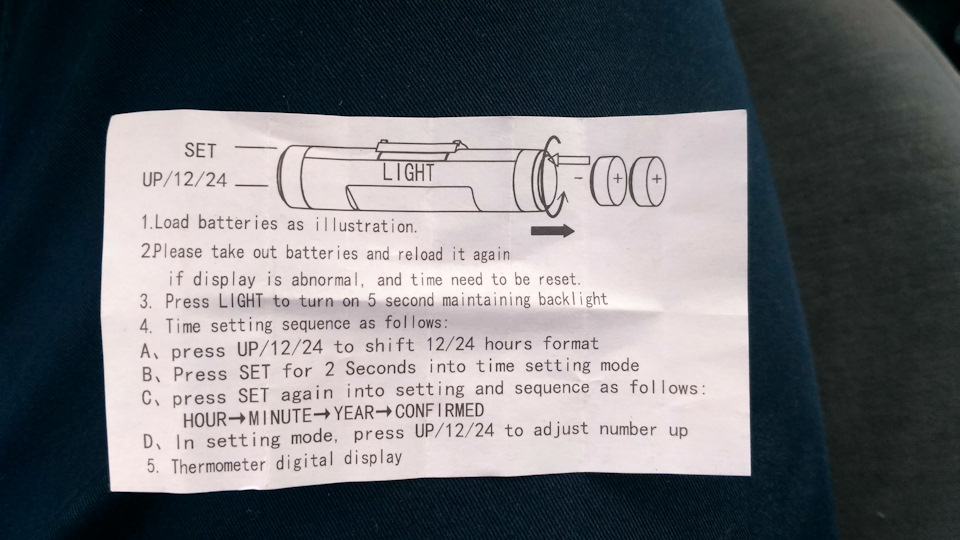 SET
UP/12/24
LIGHT
- + +
1.Load batteries as illustration.
2Please take out batteries and reload it again
if display is abnormal, and time need to be reset.
3. Press LIGHT to turn on 5 second maintaining backlight
4. Time setting sequence as follows:
A、press UP/12/24 to shift 12/24 hours format
B、Press SET for 2 Seconds into time setting mode
C、press SET again into setting and sequence as follows:
HOUR→MINUTE→YEAR→CONFIRMED
D、In setting mode, press UP/12/24 to adjust number up
5. Thermometer digital display